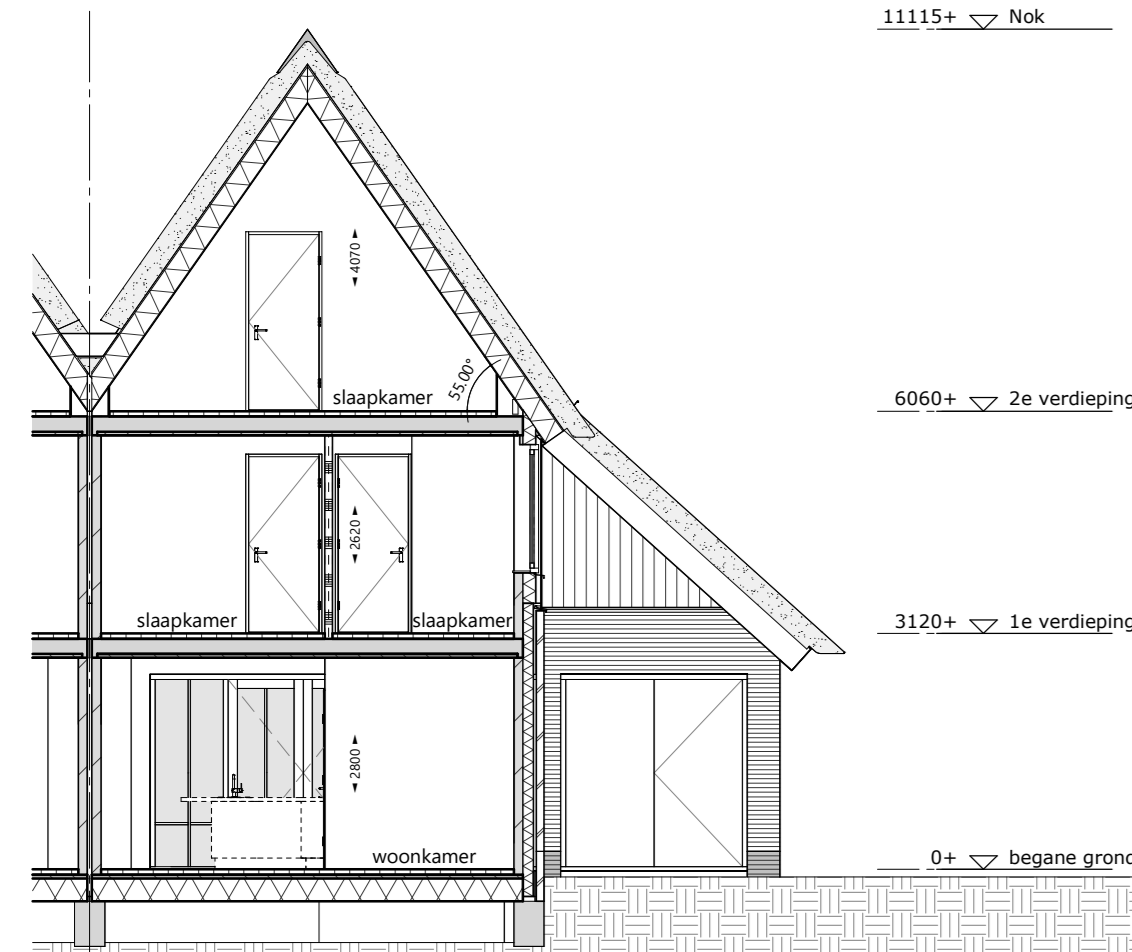 11115+ Nok
4070
slaapkamer
55.00°
6060+ 2e verdieping
2620
slaapkamer
slaapkamer
3120+ 1e verdieping
2800
woonkamer
0+ begane grond